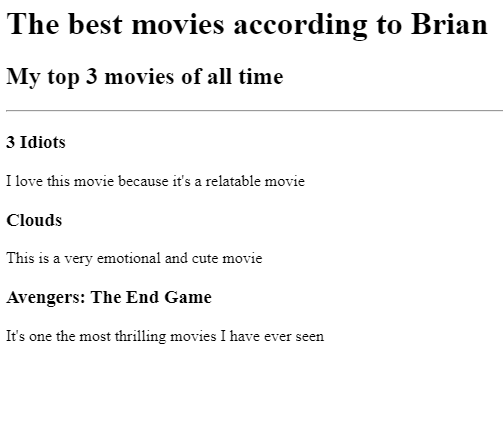 The best movies according to Brian
My top 3 movies of all time
3 Idiots
I love this movie because it's a relatable movie
Clouds
This is a very emotional and cute movie
Avengers: The End Game
It's one the most thrilling movies I have ever seen